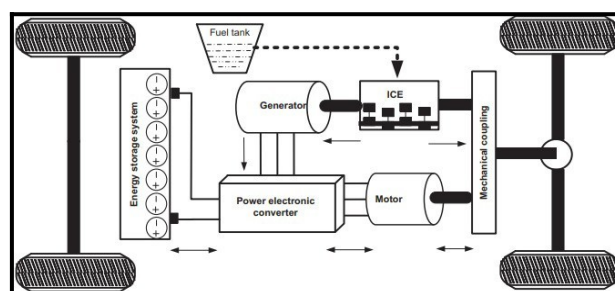 Fuel tank
Generator
ICE
Energy storage system
Mechanical coupling
Power electronic
converter
Motor